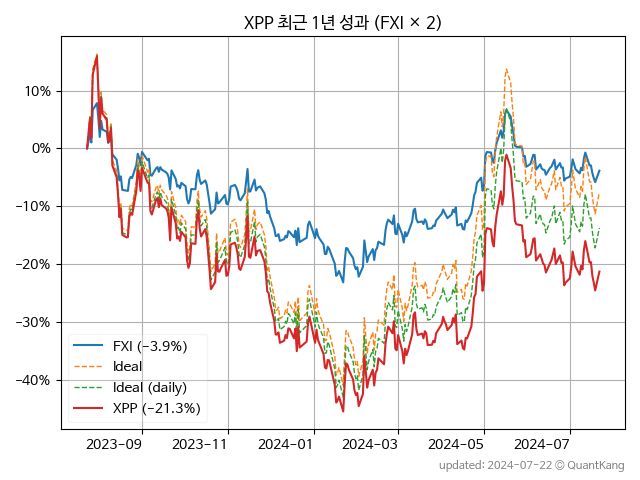 XPP 최근 1년 성과 (FXI × 2)
10%
0%
−10%
−20%
−30%
−40%
FXI (−3.9%)
Ideal
Ideal (daily)
XPP (−21.3%)
2023-09 2023-11 2024-01 2024-03 2024-05 2024-07
updated: 2024-07-22 © QuantKang